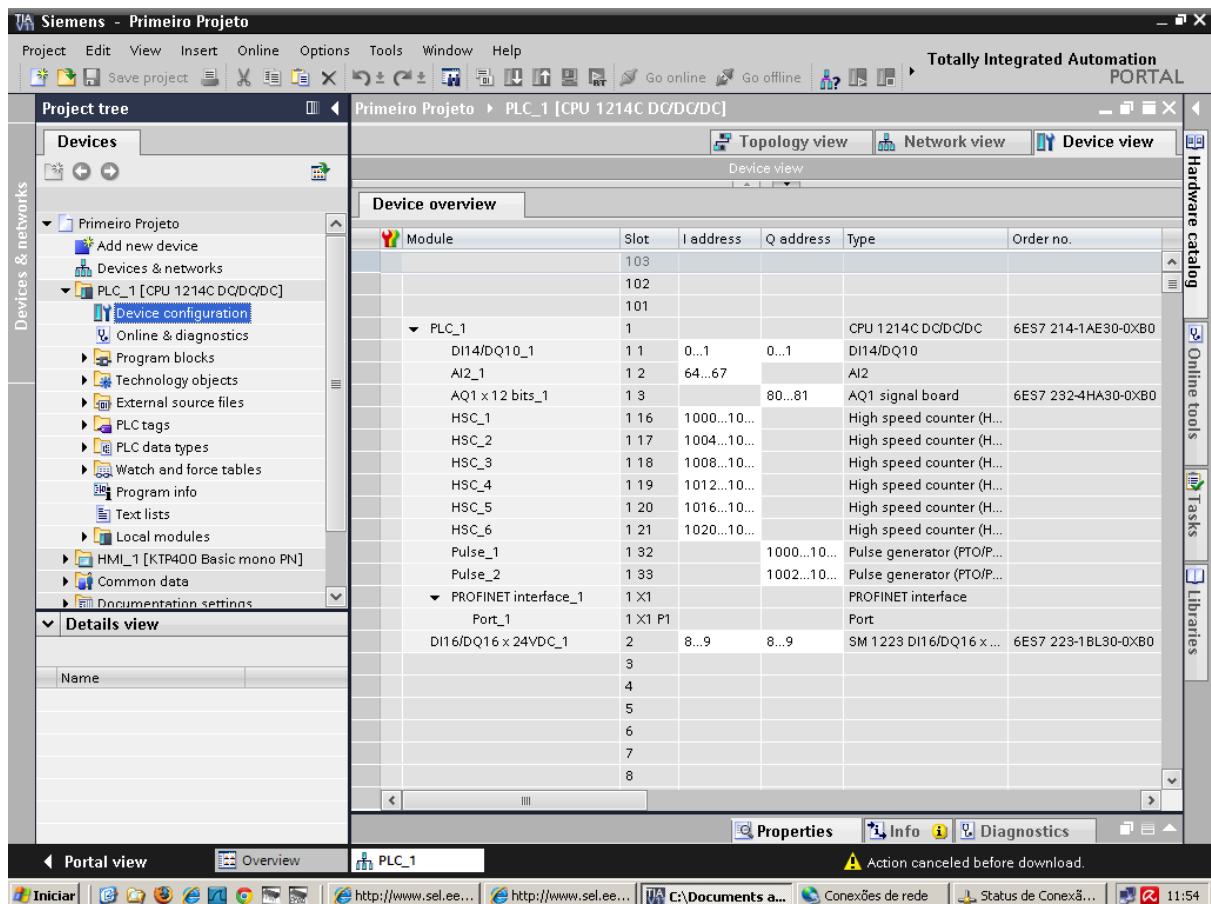 Siemens - Primeiro Projeto
Project Edit View Insert Online Options Tools Window Help
Totally Integrated Automation
PORTAL
Save project Go online Go offline
Project tree
Primeiro Projeto PLC_1 [CPU 1214C DC/DC/DC]
Devices
Topology view Network view Device view
Device view
Devices & networks
Device overview
Primeiro Projeto
Add new device
Devices & networks
PLC_1 [CPU 1214C DC/DC/DC]
Device configuration
Online & diagnostics
Program blocks
Technology objects
External source files
PLC tags
PLC data types
Watch and force tables
Program info
Text lists
Local modules
HMI_1 [KTP400 Basic mono PN]
Common data
Documentation settings
Details view
Name
Module Slot I address Q address Type Order no.
103
102
101
PLC_1 1 CPU 1214C DC/DC/DC 6ES7 214-1AE30-0XB0
DI14/DQ10_1 1 1 0...1 0...1 DI14/DQ10
AI2_1 1 2 64...67 AI2
AQ1 x 12 bits_1 1 3 80...81 AQ1 signal board 6ES7 232-4HA30-0XB0
HSC_1 1 16 1000...10... High speed counter (H...
HSC_2 1 17 1004...10... High speed counter (H...
HSC_3 1 18 1008...10... High speed counter (H...
HSC_4 1 19 1012...10... High speed counter (H...
HSC_5 1 20 1016...10... High speed counter (H...
HSC_6 1 21 1020...10... High speed counter (H...
Pulse_1 1 32 1000...10... Pulse generator (PTO/P...
Pulse_2 1 33 1002...10... Pulse generator (PTO/P...
PROFINET interface_1 1 X1 PROFINET interface
Port_1 1 X1 P1 Port
DI16/DQ16 x 24VDC_1 2 8...9 8...9 SM 1223 DI16/DQ16 x ... 6ES7 223-1BL30-0XB0
3
4
5
6
7
8
Hardware catalog
Online tools
Tasks
Libraries
Properties Info Diagnostics
Portal view Overview PLC_1 Action canceled before download.
Iniciar http://www.sel.ee... http://www.sel.ee... C:\Documents a... Conexões de rede Status de Conexã... 11:54